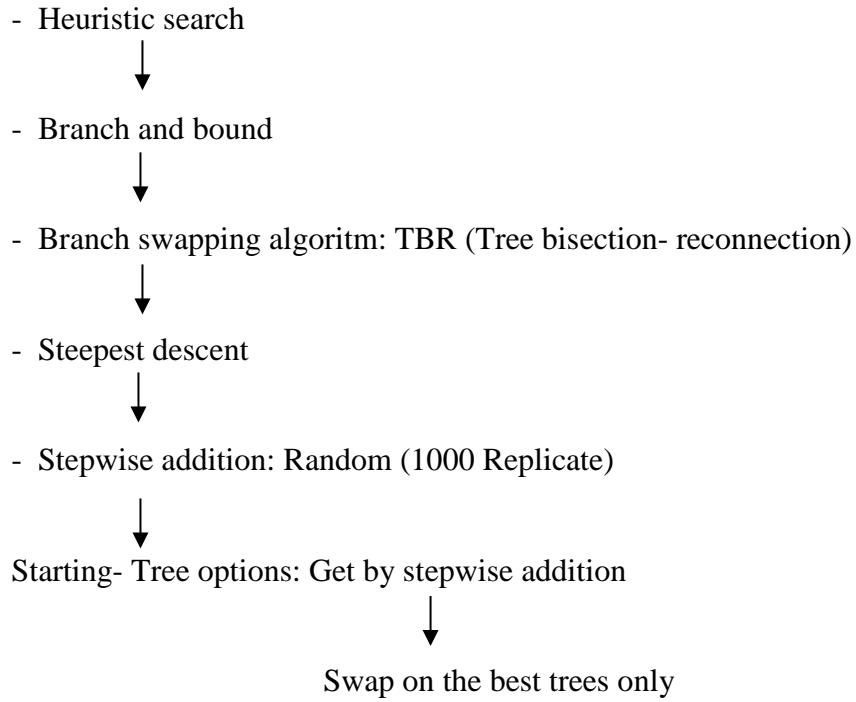 - Heuristic search
- Branch and bound
- Branch swapping algoritm: TBR (Tree bisection- reconnection)
- Steepest descent
- Stepwise addition: Random (1000 Replicate)
Starting- Tree options: Get by stepwise addition
Swap on the best trees only